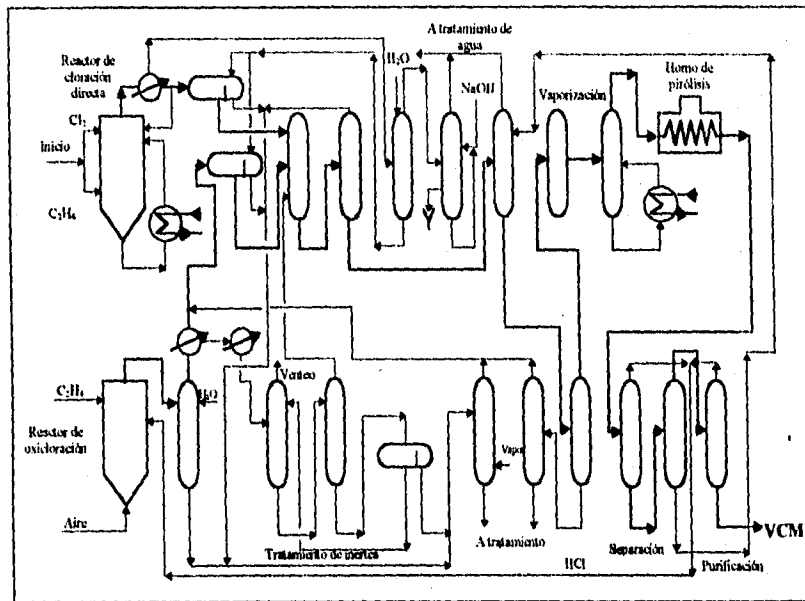 Reactor de
cloración
directa
Cl₂
Inicio
C₂H₄
A tratamiento de
agua
H₂O
NaOH
Vaporización
Horno de
pirólisis
C₂H₄
Reactor de
oxicloración
Aire
H₂O
Venteo
Tratamiento de inertes
Vapor
A tratamiento
HCl
Separación
Purificación
VCM